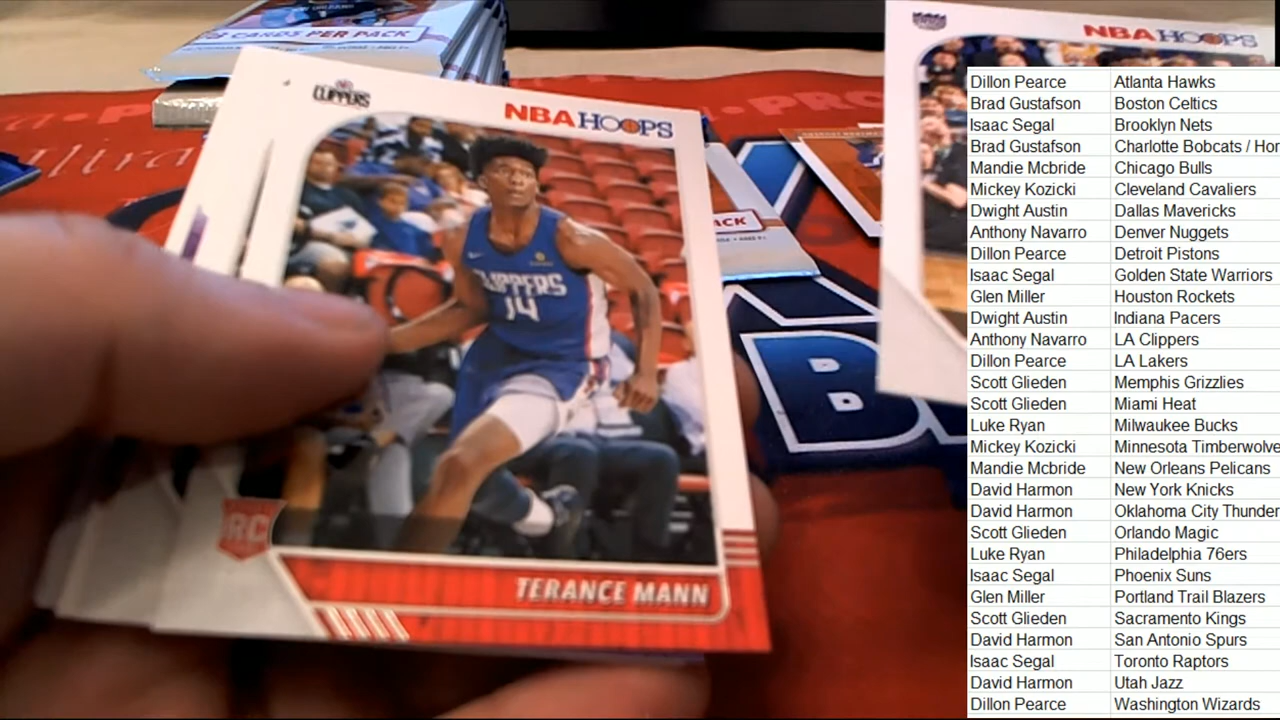 8 CARDS PER PACK
CLIPPERS
NBA HOOPS
NBA HOOPS
CLIPPERS
14
RC
TERANCE MANN
Dillon Pearce Atlanta Hawks
Brad Gustafson Boston Celtics
Isaac Segal Brooklyn Nets
Brad Gustafson Charlotte Bobcats / Hor
Mandie Mcbride Chicago Bulls
Mickey Kozicki Cleveland Cavaliers
Dwight Austin Dallas Mavericks
Anthony Navarro Denver Nuggets
Dillon Pearce Detroit Pistons
Isaac Segal Golden State Warriors
Glen Miller Houston Rockets
Dwight Austin Indiana Pacers
Anthony Navarro LA Clippers
Dillon Pearce LA Lakers
Scott Glieden Memphis Grizzlies
Scott Glieden Miami Heat
Luke Ryan Milwaukee Bucks
Mickey Kozicki Minnesota Timberwolve
Mandie Mcbride New Orleans Pelicans
David Harmon New York Knicks
David Harmon Oklahoma City Thunder
Scott Glieden Orlando Magic
Luke Ryan Philadelphia 76ers
Isaac Segal Phoenix Suns
Glen Miller Portland Trail Blazers
Scott Glieden Sacramento Kings
David Harmon San Antonio Spurs
Isaac Segal Toronto Raptors
David Harmon Utah Jazz
Dillon Pearce Washington Wizards